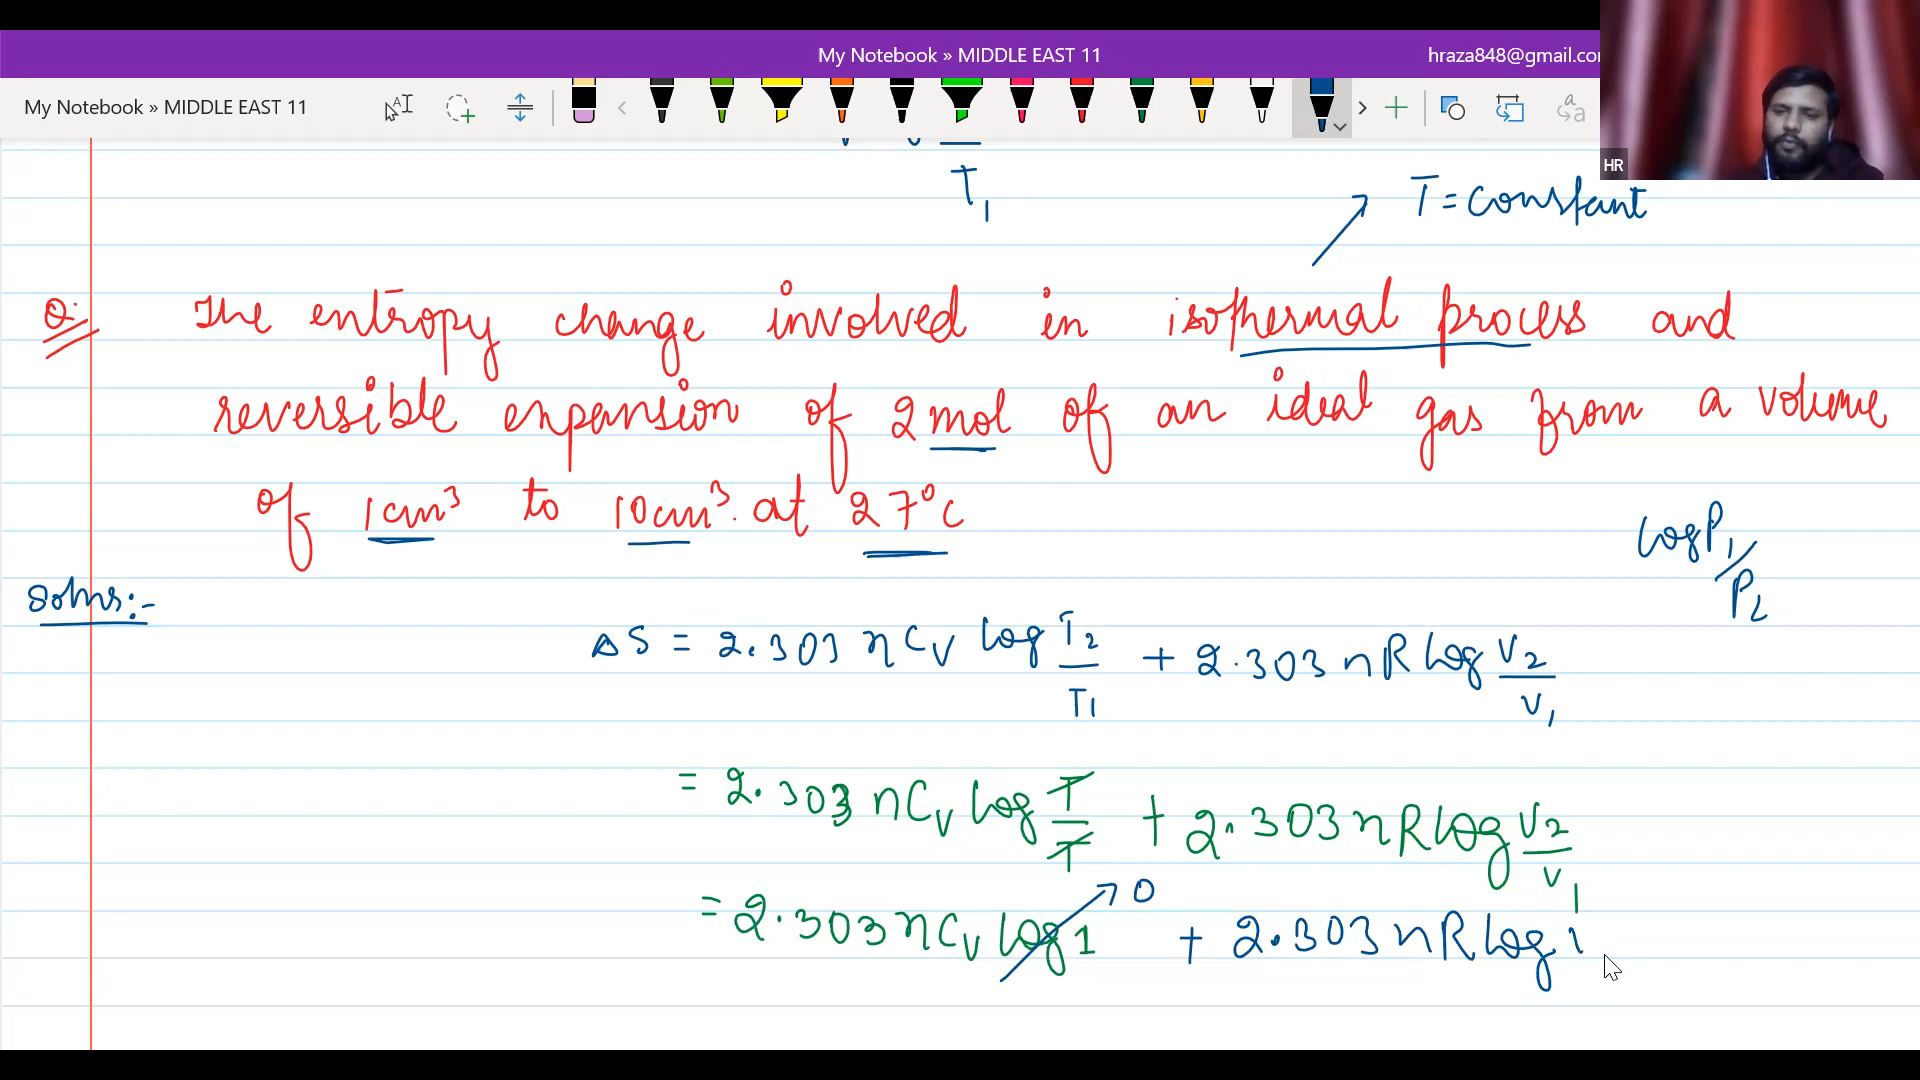 My Notebook » MIDDLE EAST 11
hraza848@gmail.co
My Notebook » MIDDLE EAST 11
HR
T₁
T = constant
Q: The entropy change involved in isothermal process and
reversible expansion of 2 mol of an ideal gas from a volume
of 1cm³ to 10cm³. at 27°C
log P₁/P₂
Solns:-
ΔS = 2.303 nCᵥ log T₂/T₁ + 2.303 nR log V₂/V₁
= 2.303 nCᵥ log T/T + 2.303 nR log V₂/V₁
= 2.303 nCᵥ log 1 → 0 + 2.303 nR log 1